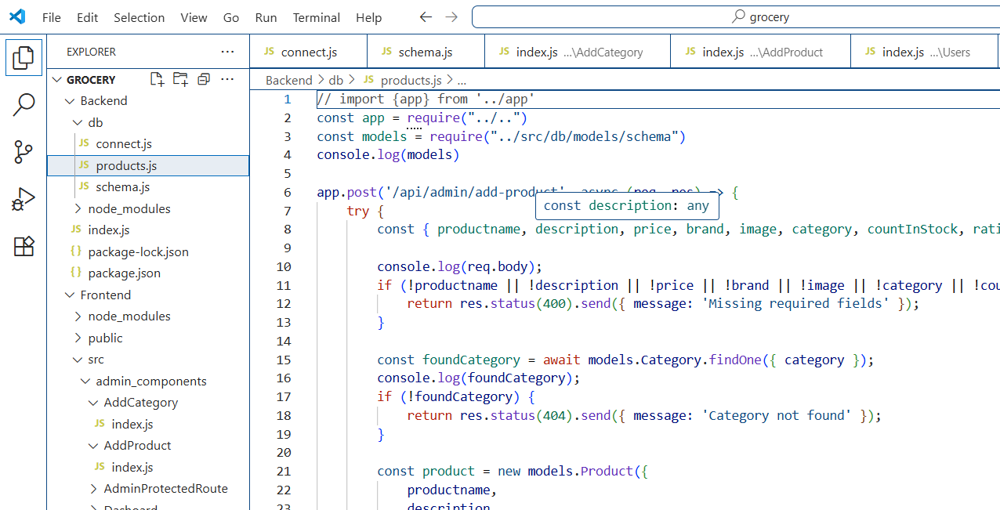 File Edit Selection View Go Run Terminal Help
grocery
EXPLORER
connect.js
schema.js
index.js ...\AddCategory
index.js ...\AddProduct
index.js ...\Users
GROCERY
Backend
db
connect.js
products.js
schema.js
node_modules
index.js
package-lock.json
package.json
Frontend
node_modules
public
src
admin_components
AddCategory
index.js
AddProduct
index.js
AdminProtectedRoute
Backend > db > JS products.js > ...
1 // import {app} from '../app'
2 const app = require("../..")
3 const models = require("../src/db/models/schema")
4 console.log(models)
5
6 app.post('/api/admin/add-product', async (req, res) => {
const description: any
7 try {
8 const { productname, description, price, brand, image, category, countInStock, rati
9
10 console.log(req.body);
11 if (!productname || !description || !price || !brand || !image || !category || !cou
12 return res.status(400).send({ message: 'Missing required fields' });
13 }
14
15 const foundCategory = await models.Category.findOne({ category });
16 console.log(foundCategory);
17 if (!foundCategory) {
18 return res.status(404).send({ message: 'Category not found' });
19 }
20
21 const product = new models.Product({
22 productname,
23 description